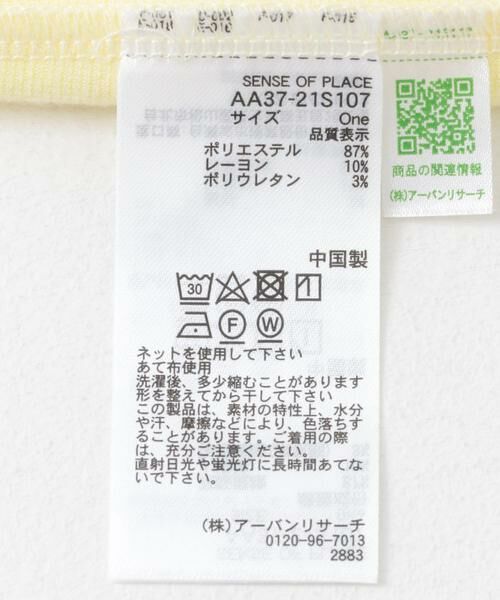 SENSE OF PLACE
AA37-21S107
サイズ One
品質表示
ポリエステル 87%
レーヨン 10%
ポリウレタン 3%
中国製
30
F W
ネットを使用して下さい
あて布使用
洗濯後、多少縮むことがあります
形を整えてから干して下さい
この製品は、素材の特性上、水分
や汗、摩擦などにより、色落ちす
ることがあります。ご着用の際
は、充分ご注意ください。
直射日光や蛍光灯に長時間あてな
いで下さい。
(株)アーバンリサーチ
0120-96-7013
2883
商品の関連情報
(株)アーバンリサーチ